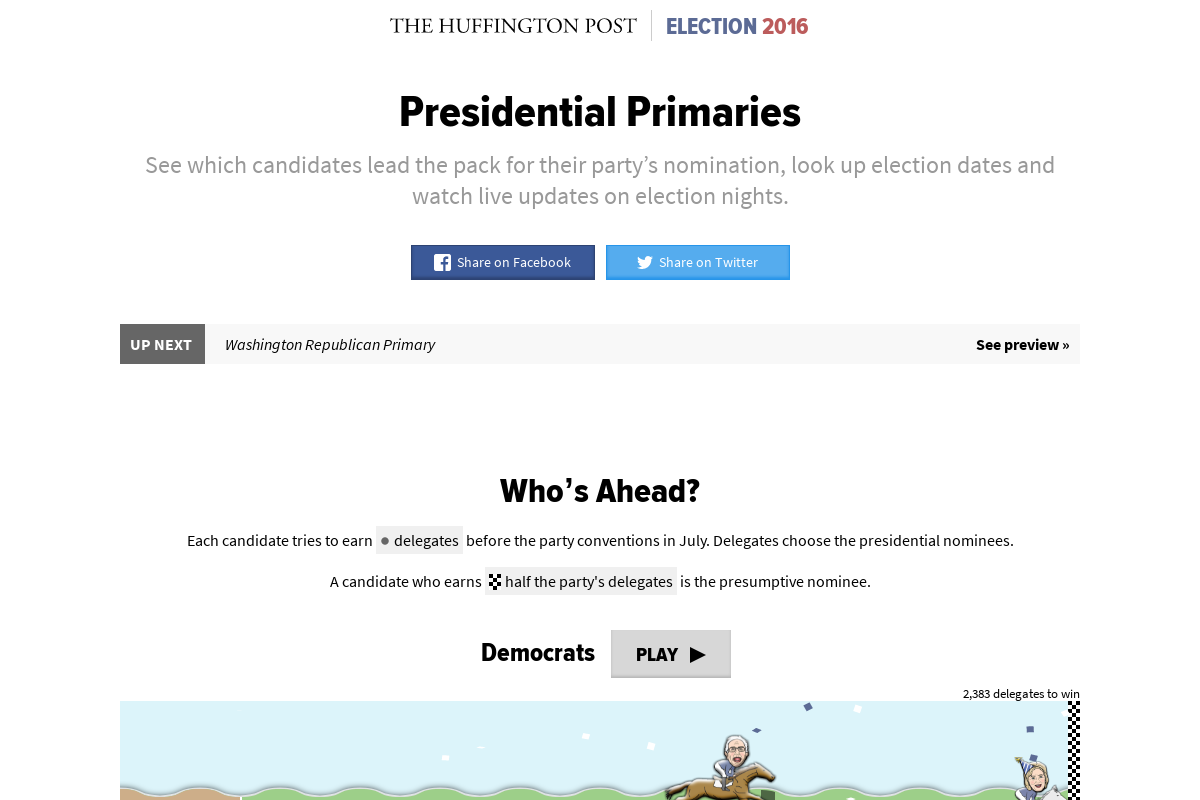 THE HUFFINGTON POST ELECTION 2016
Presidential Primaries
See which candidates lead the pack for their party’s nomination, look up election dates and
watch live updates on election nights.
Share on Facebook Share on Twitter
UP NEXT Washington Republican Primary See preview »
Who’s Ahead?
Each candidate tries to earn delegates before the party conventions in July. Delegates choose the presidential nominees.
A candidate who earns half the party's delegates is the presumptive nominee.
Democrats PLAY
2,383 delegates to win